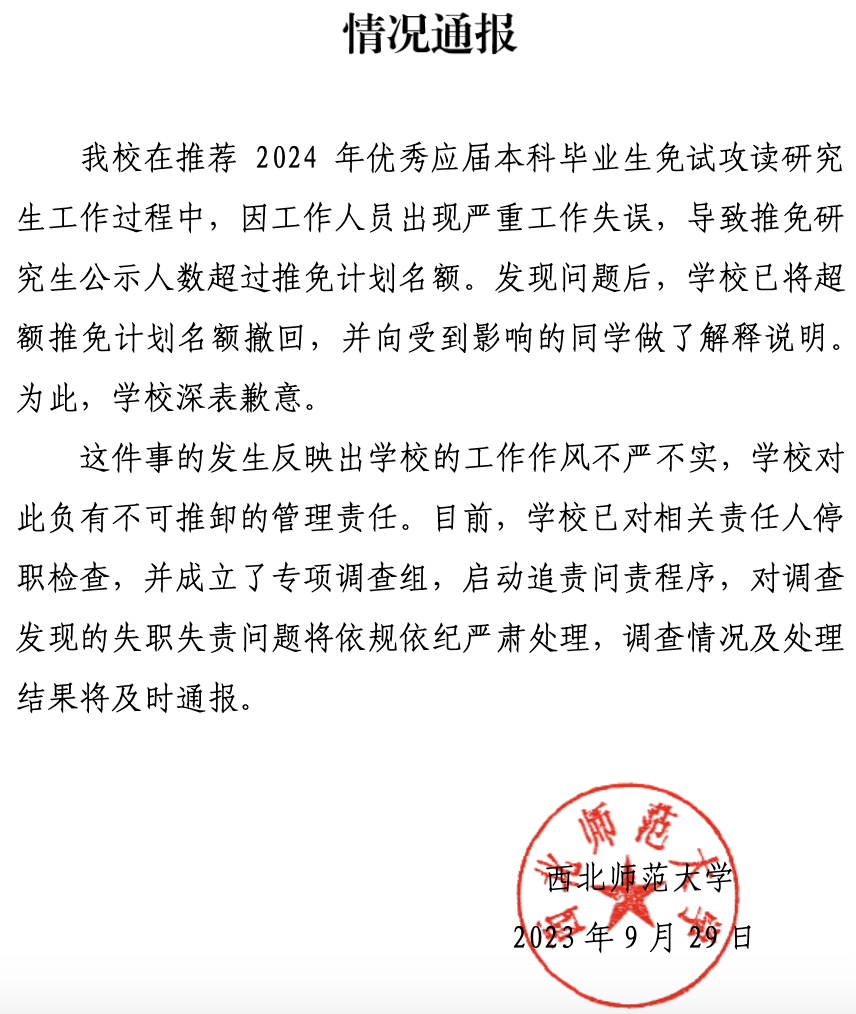 情况通报
我校在推荐 2024 年优秀应届本科毕业生免试攻读研究
生工作过程中，因工作人员出现严重工作失误，导致推免研
究生公示人数超过推免计划名额。发现问题后，学校已将超
额推免计划名额撤回，并向受到影响的同学做了解释说明。
为此，学校深表歉意。
这件事的发生反映出学校的工作作风不严不实，学校对
此负有不可推卸的管理责任。目前，学校已对相关责任人停
职检查，并成立了专项调查组，启动追责问责程序，对调查
发现的失职失责问题将依规依纪严肃处理，调查情况及处理
结果将及时通报。
西北师范大学
西北师范大学
2023 年 9 月 29 日